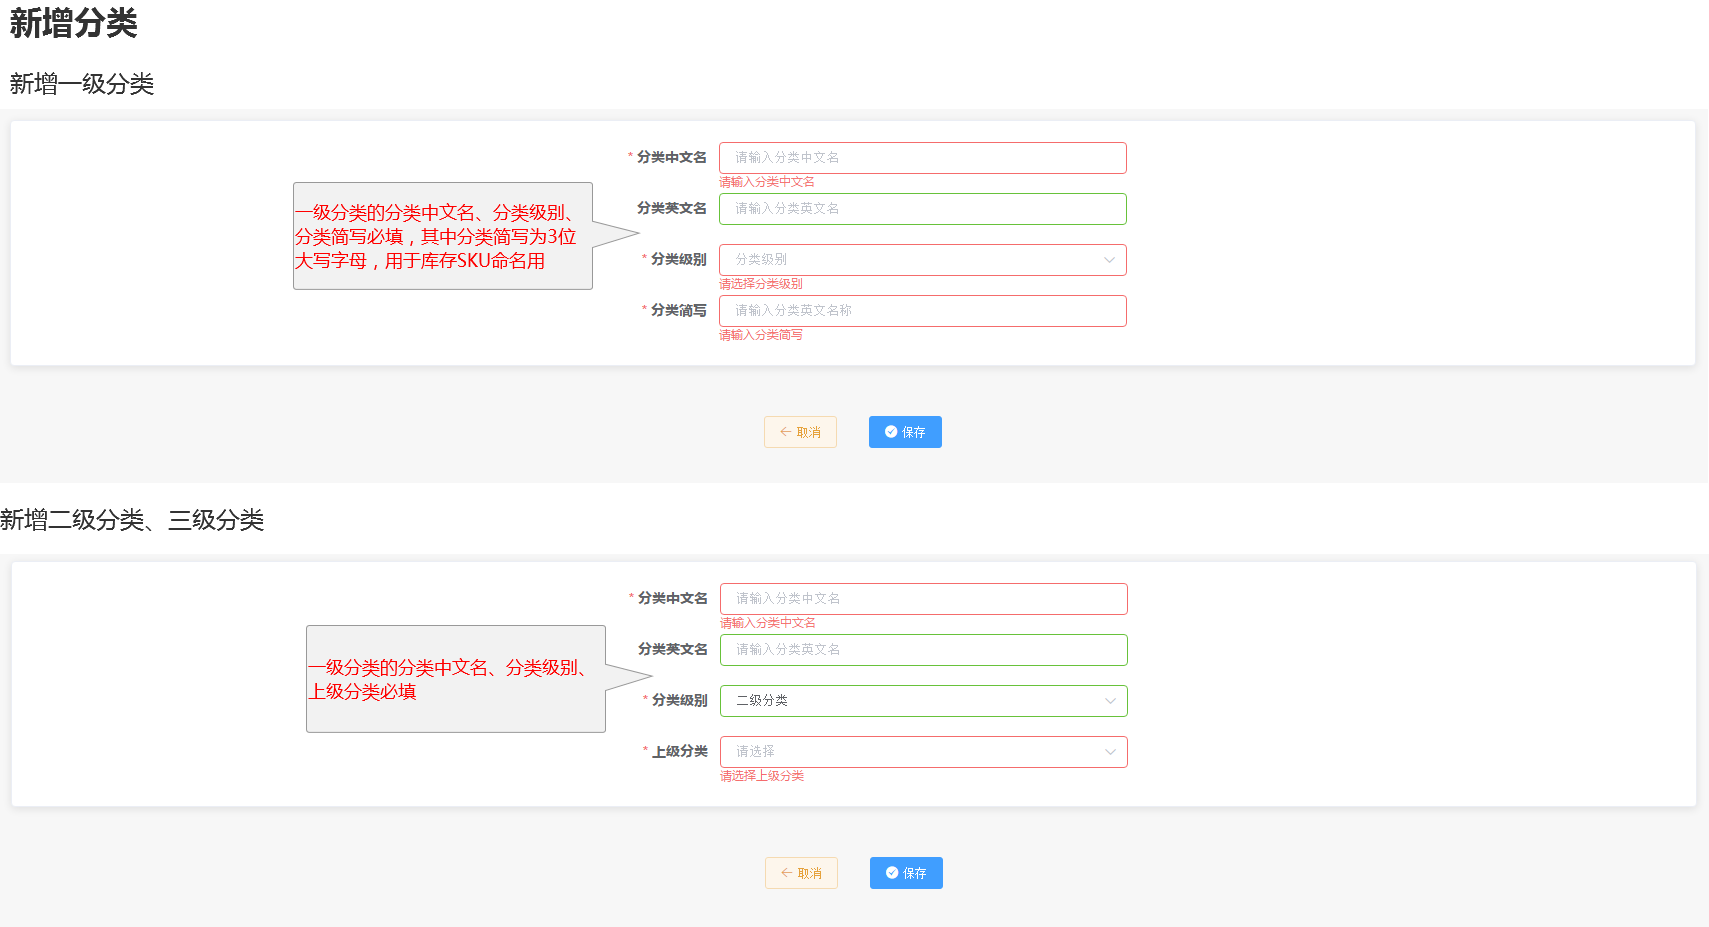 新增分类
新增一级分类
* 分类中文名 请输入分类中文名
请输入分类中文名
分类英文名 请输入分类英文名
* 分类级别 分类级别
请选择分类级别
* 分类简写 请输入分类英文名称
请输入分类简写
一级分类的分类中文名、分类级别、
分类简写必填，其中分类简写为3位
大写字母，用于库存SKU命名用
取消 保存
新增二级分类、三级分类
* 分类中文名 请输入分类中文名
请输入分类中文名
分类英文名 请输入分类英文名
* 分类级别 二级分类
* 上级分类 请选择
请选择上级分类
一级分类的分类中文名、分类级别、
上级分类必填
取消 保存